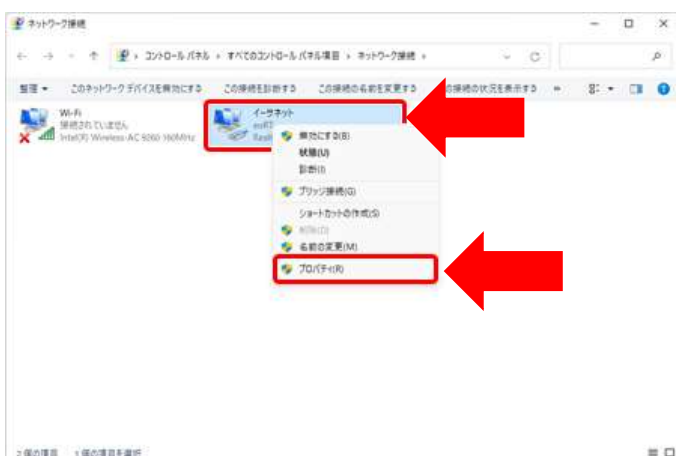 ネットワーク接続
コントロール パネル › すべてのコントロール パネル項目 › ネットワーク接続 ›
整理 このネットワーク デバイスを無効にする この接続を診断する この接続の名前を変更する の接続の状況を表示する »
Wi-Fi
接続されていません
Intel(R) Wireless-AC 9260 160MHz
イーサネット
無効にする(B)
状態(U)
診断(I)
ブリッジ接続(G)
ショートカットの作成(S)
削除(D)
名前の変更(M)
プロパティ(R)
2 個の項目 1 個の項目を選択